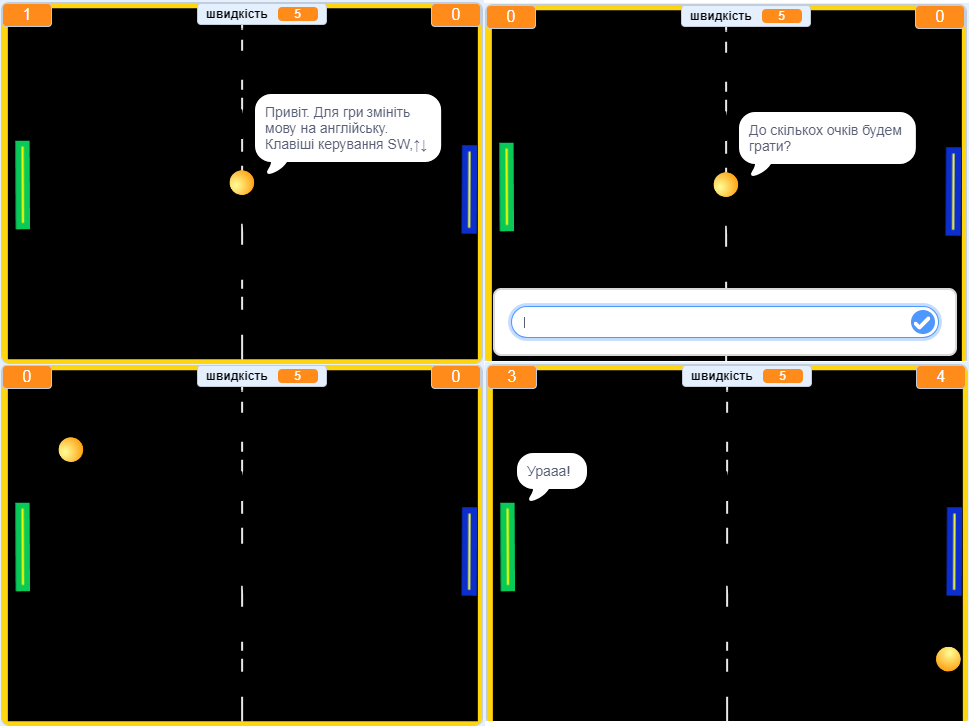 1
швидкість 5
0
Привіт. Для гри змініть
мову на англійську.
Клавіші керування SW,↑↓
0
швидкість 5
0
До скількох очків будем
грати?
0
швидкість 5
0
3
швидкість 5
4
Урааа!